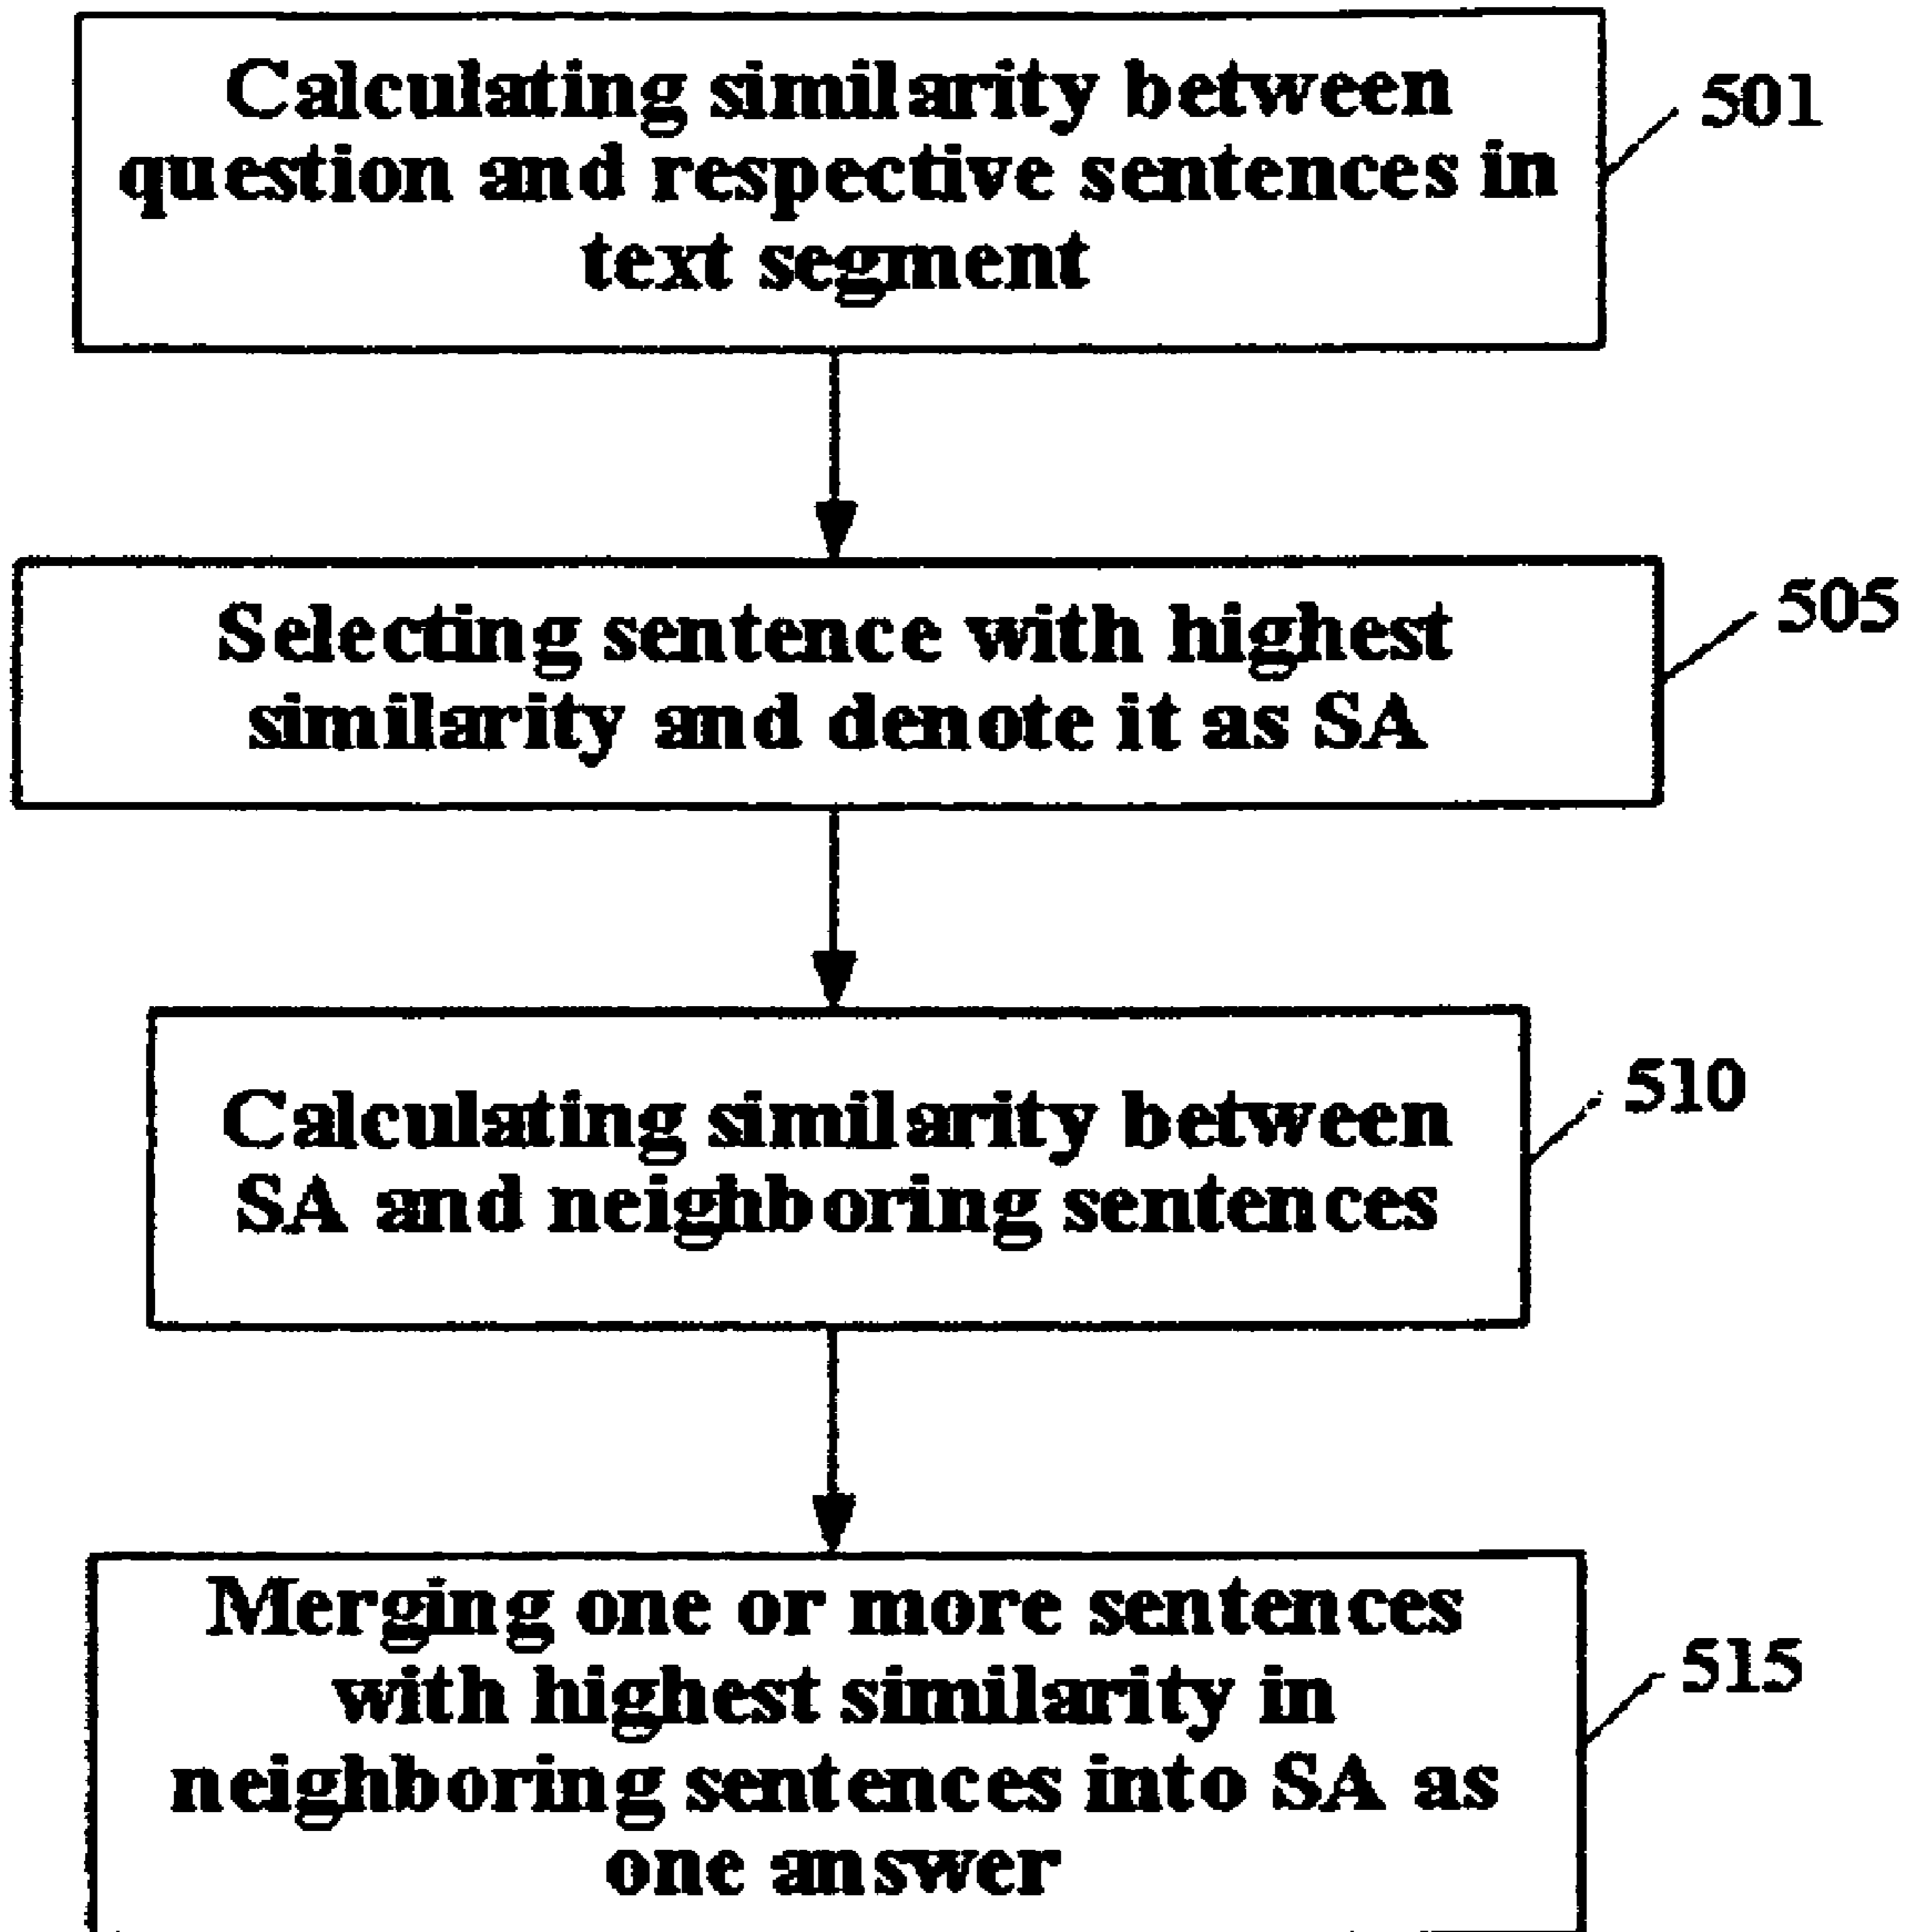 Calculating similarity between
question and respective sentences in
text segment
501
Selecting sentence with highest
similarity and denote it as SA
505
Calculating similarity between
SA and neighboring sentences
510
Merging one or more sentences
with highest similarity in
neighboring sentences into SA as
one answer
515